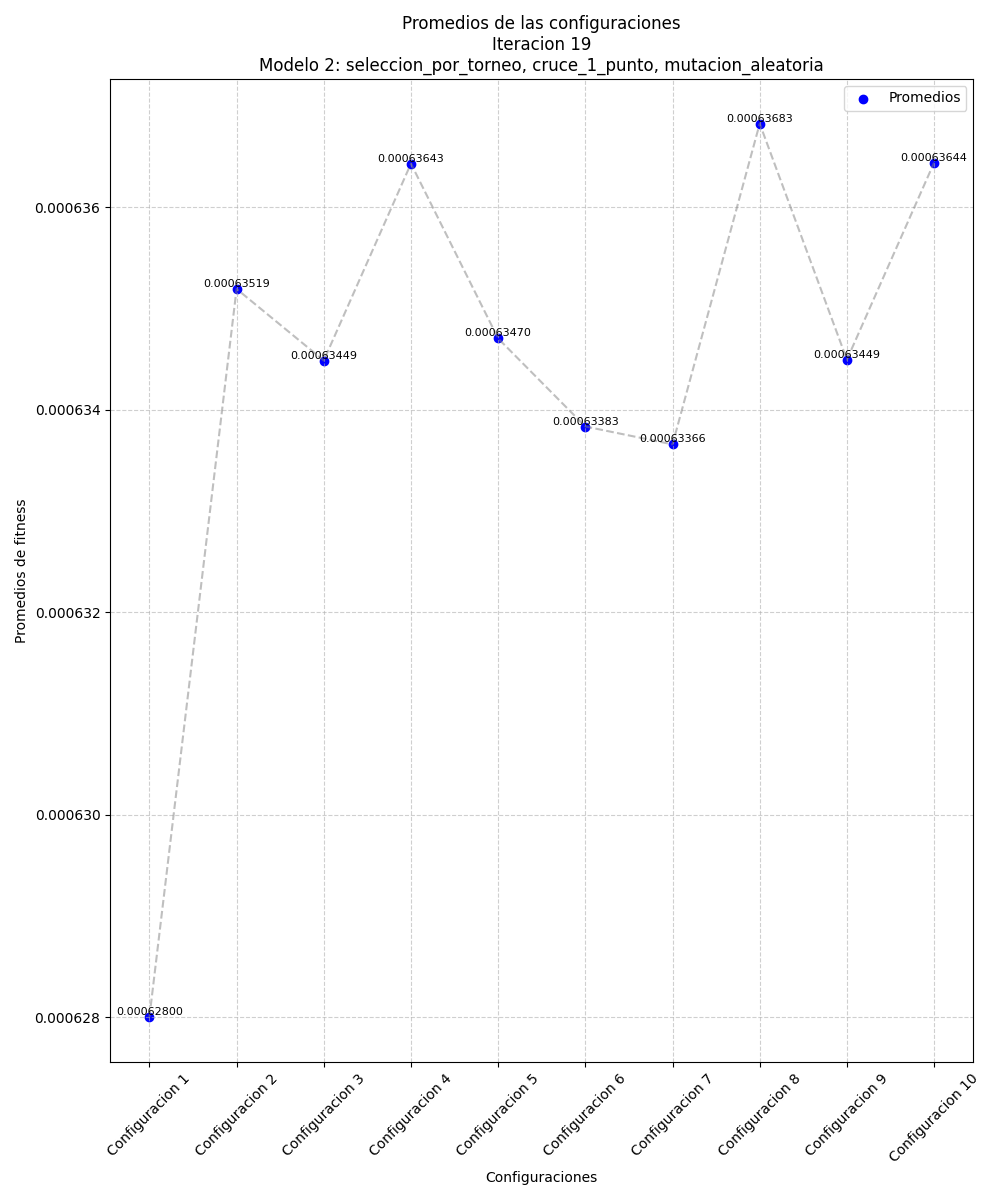 Promedios de las configuraciones
Iteracion 19
Modelo 2: seleccion_por_torneo, cruce_1_punto, mutacion_aleatoria
Promedios
0.00063683
0.00063643
0.00063644
0.000636
0.00063519
0.00063470
0.00063449
0.00063449
0.000634
0.00063383
0.00063366
Promedios de fitness
0.000632
0.000630
0.00062800
0.000628
Configuracion 1
Configuracion 2
Configuracion 3
Configuracion 4
Configuracion 5
Configuracion 6
Configuracion 7
Configuracion 8
Configuracion 9
Configuracion 10
Configuraciones